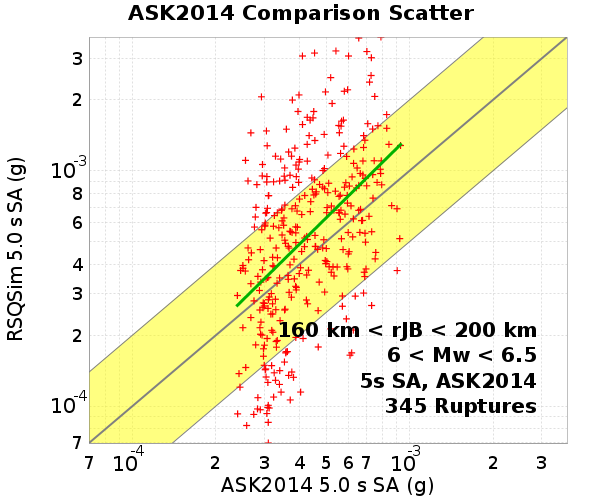 ASK2014 Comparison Scatter
RSQSim 5.0 s SA (g)
3
2
10-3
8
6
4
3
2
10-4
7
160 km < rJB < 200 km
6 < Mw < 6.5
5s SA, ASK2014
345 Ruptures
7 10-4 2 3 4 5 6 7 10-3 2 3
ASK2014 5.0 s SA (g)